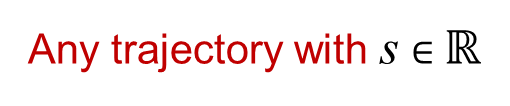 Any trajectory with s ∈ ℝ